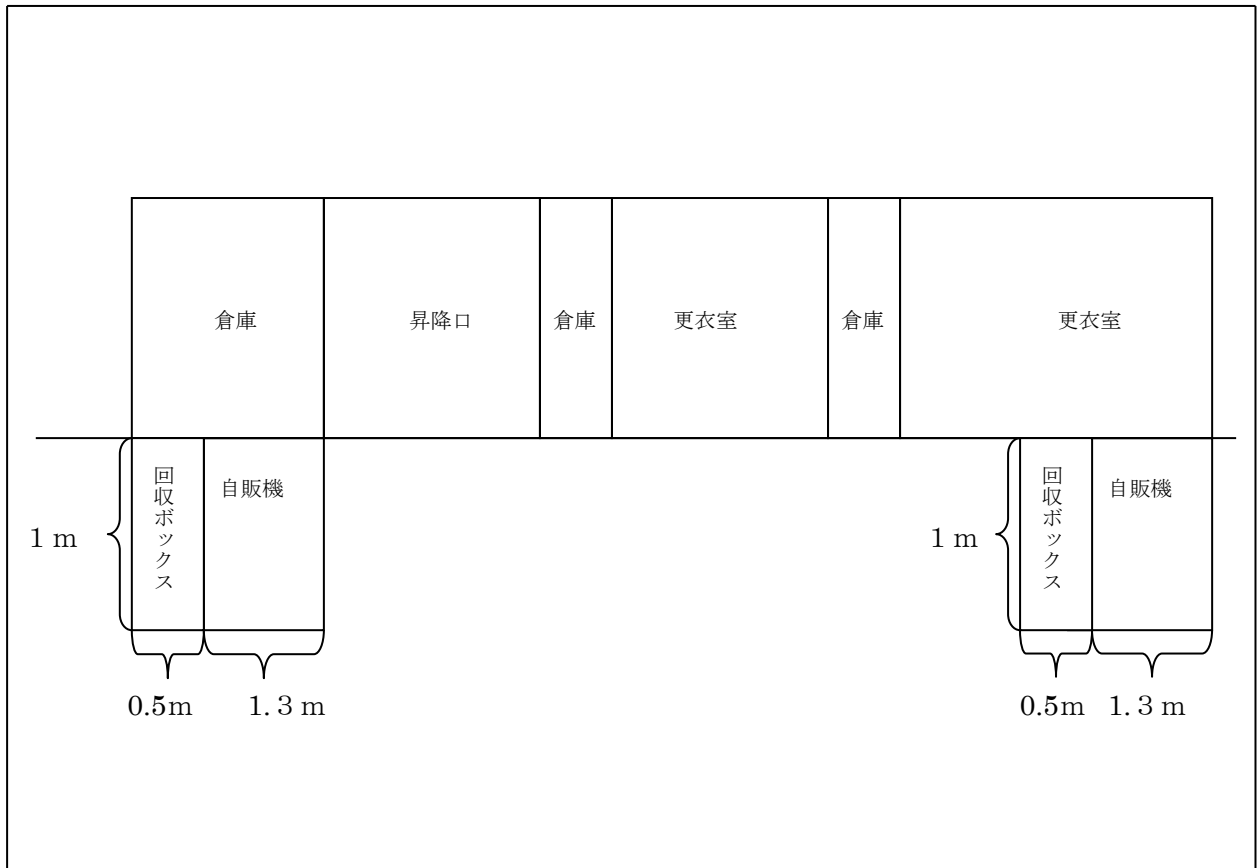 倉庫
昇降口
倉庫
更衣室
倉庫
更衣室
回収ボックス
自販機
回収ボックス
自販機
1 m
1 m
0.5m
1.3 m
0.5m
1.3 m